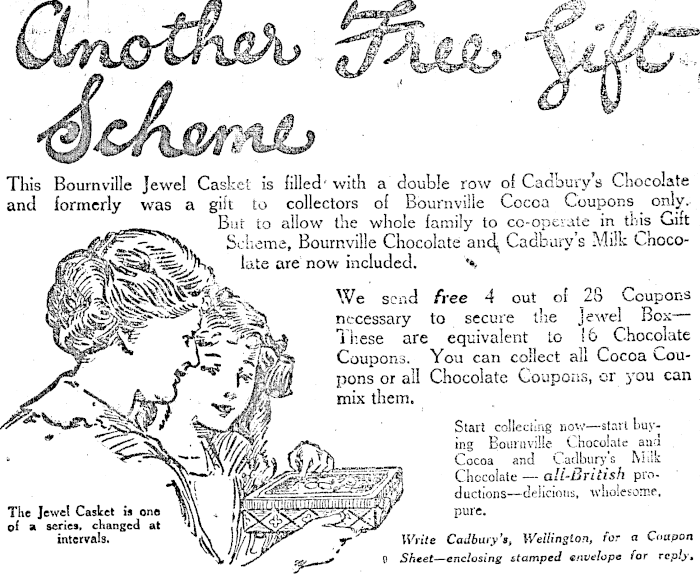 Another Free Gift
Scheme
This Bournville Jewel Casket is filled with a double row of Cadbury's Chocolate
and formerly was a gift to collectors of Bournville Cocoa Coupons only.
But to allow the whole family to co-operate in this Gift
Scheme, Bournville Chocolate and Cadbury's Milk Choco-
late are now included.
We send free 4 out of 28 Coupons
necessary to secure the Jewel Box—
These are equivalent to 16 Chocolate
Coupons. You can collect all Cocoa Cou-
pons or all Chocolate Coupons, or you can
mix them.
Start collecting now—start buy-
ing Bournville Chocolate and
Cocoa and Cadbury's Milk
Chocolate — all-British pro-
ductions—delicious, wholesome,
pure.
The Jewel Casket is one
of a series, changed at
intervals.
Write Cadbury's, Wellington, for a Coupon
Sheet—enclosing stamped envelope for reply.